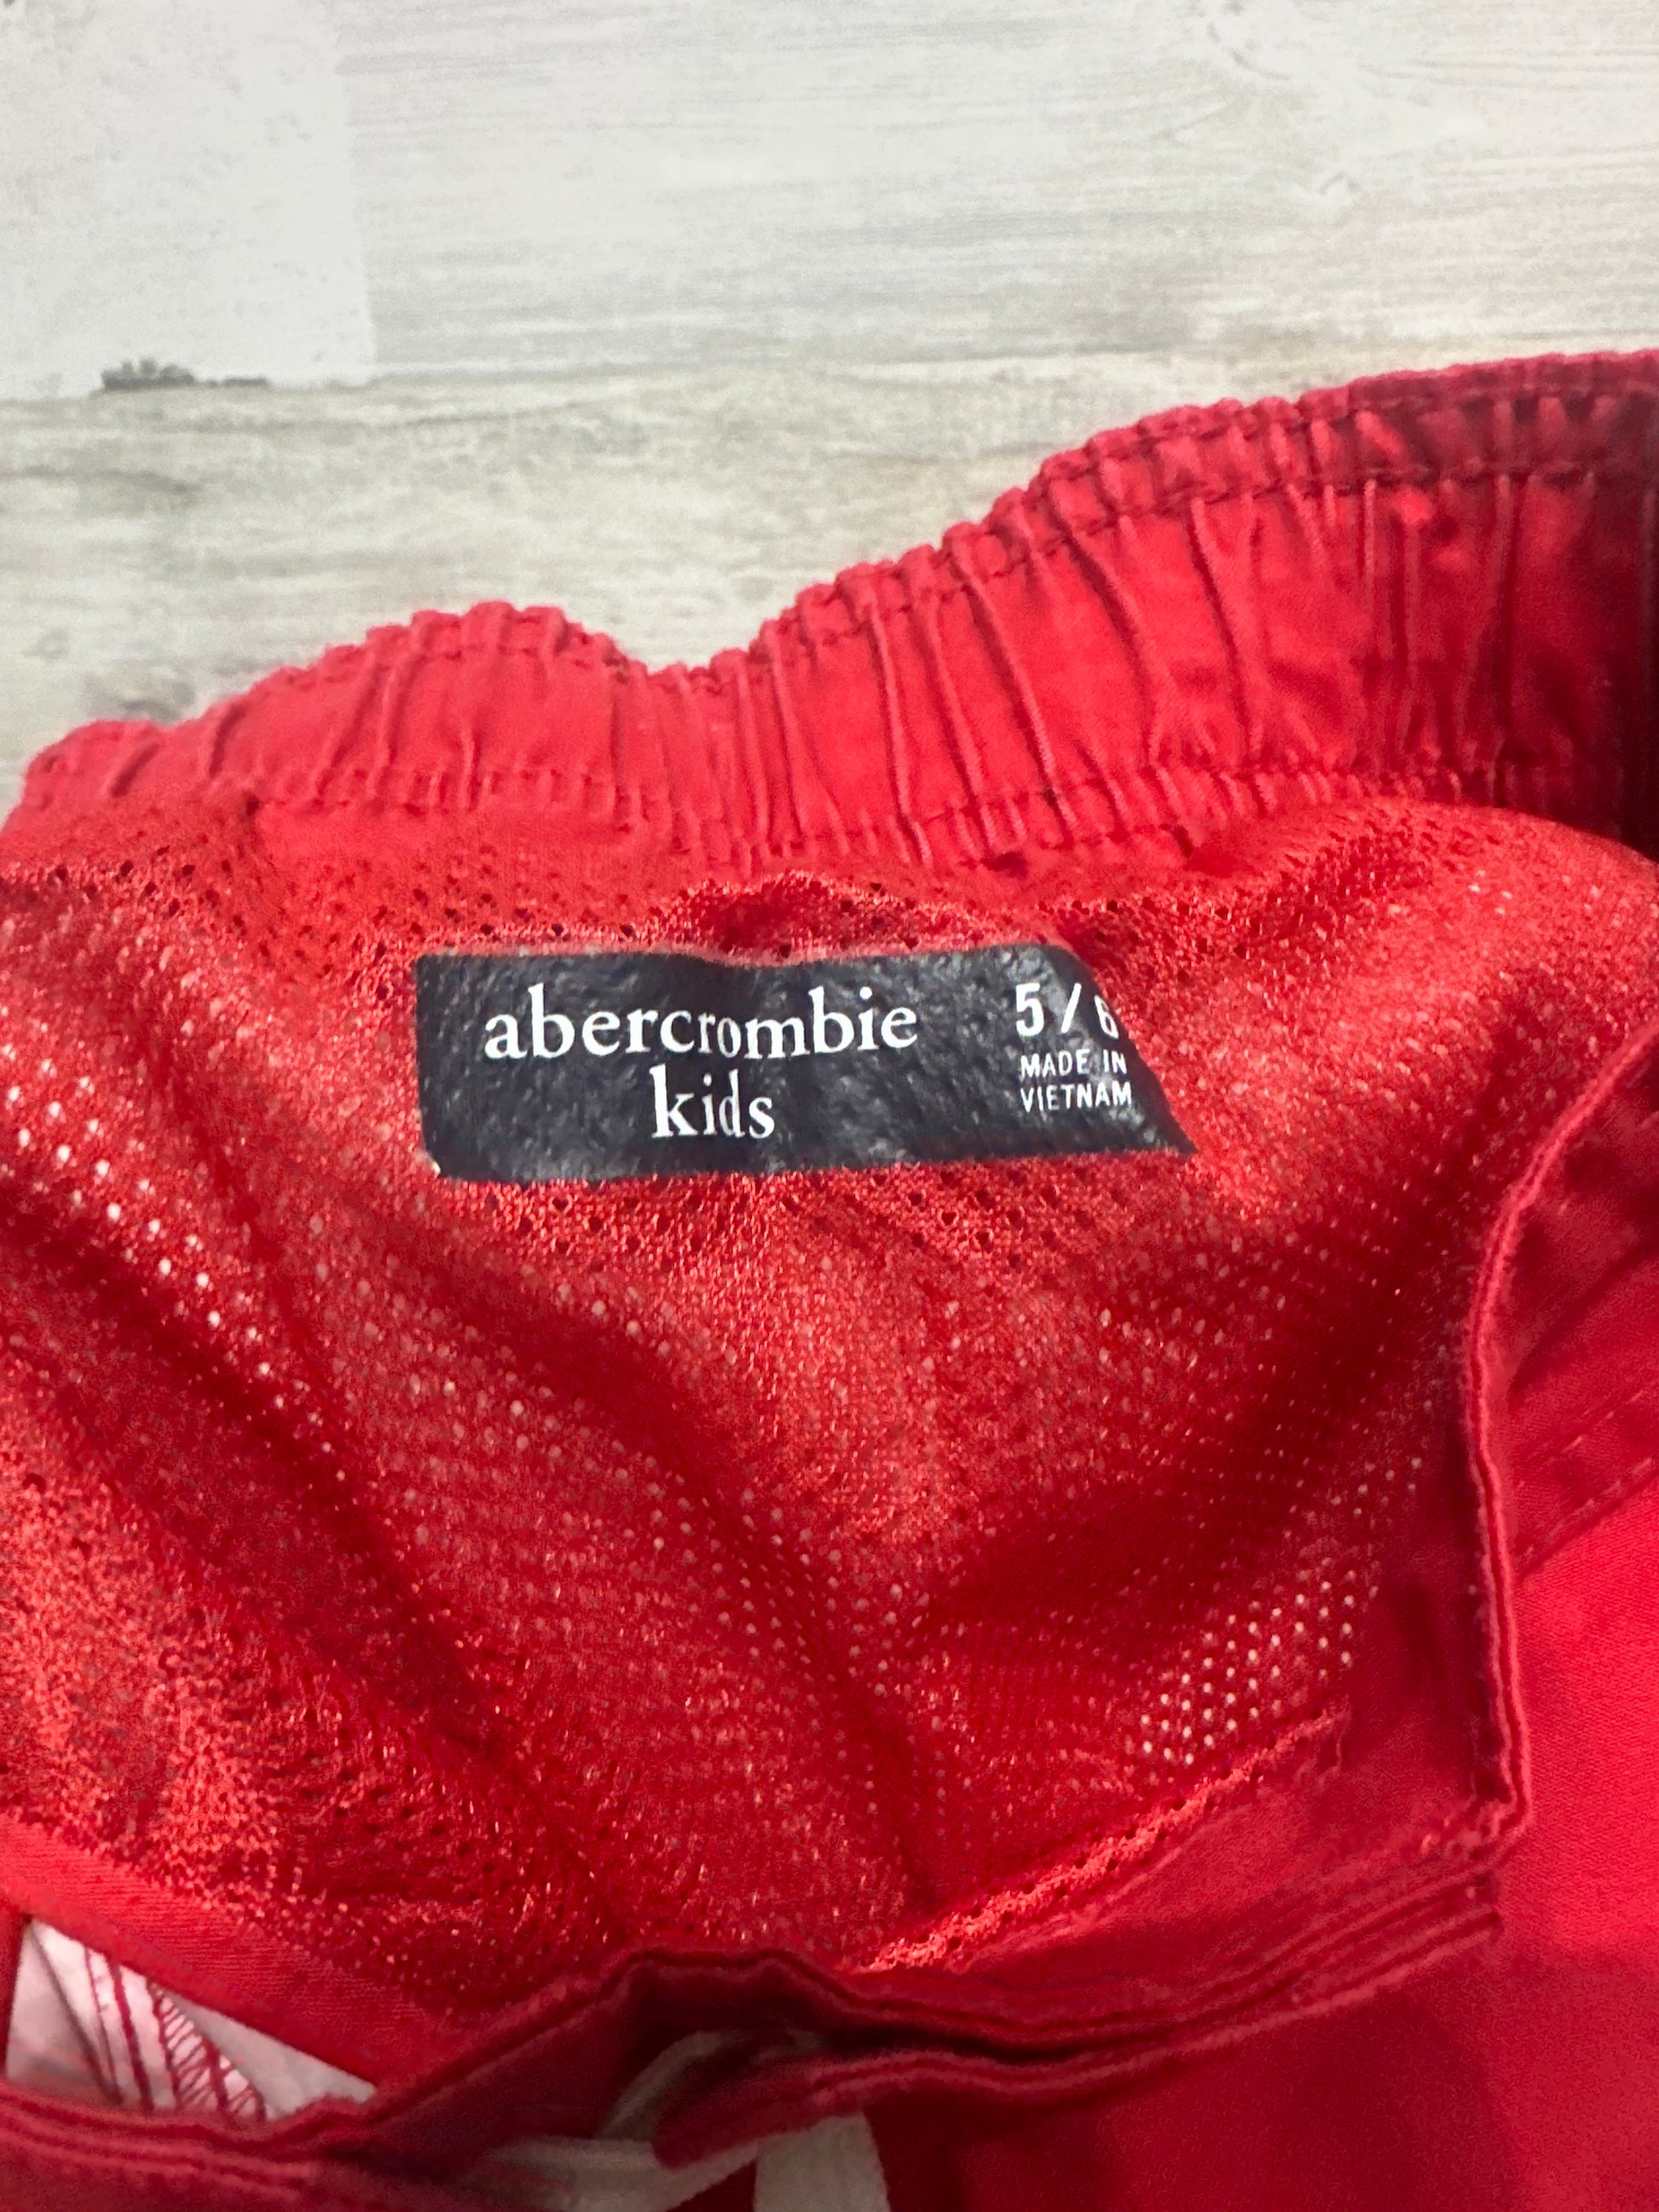 abercrombie
kids
5/6
MADE IN
VIETNAM